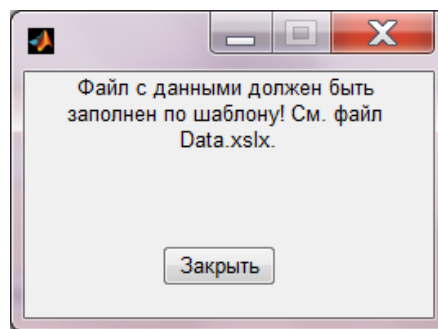 Файл с данными должен быть
заполнен по шаблону! См. файл
Data.xslx.
Закрыть